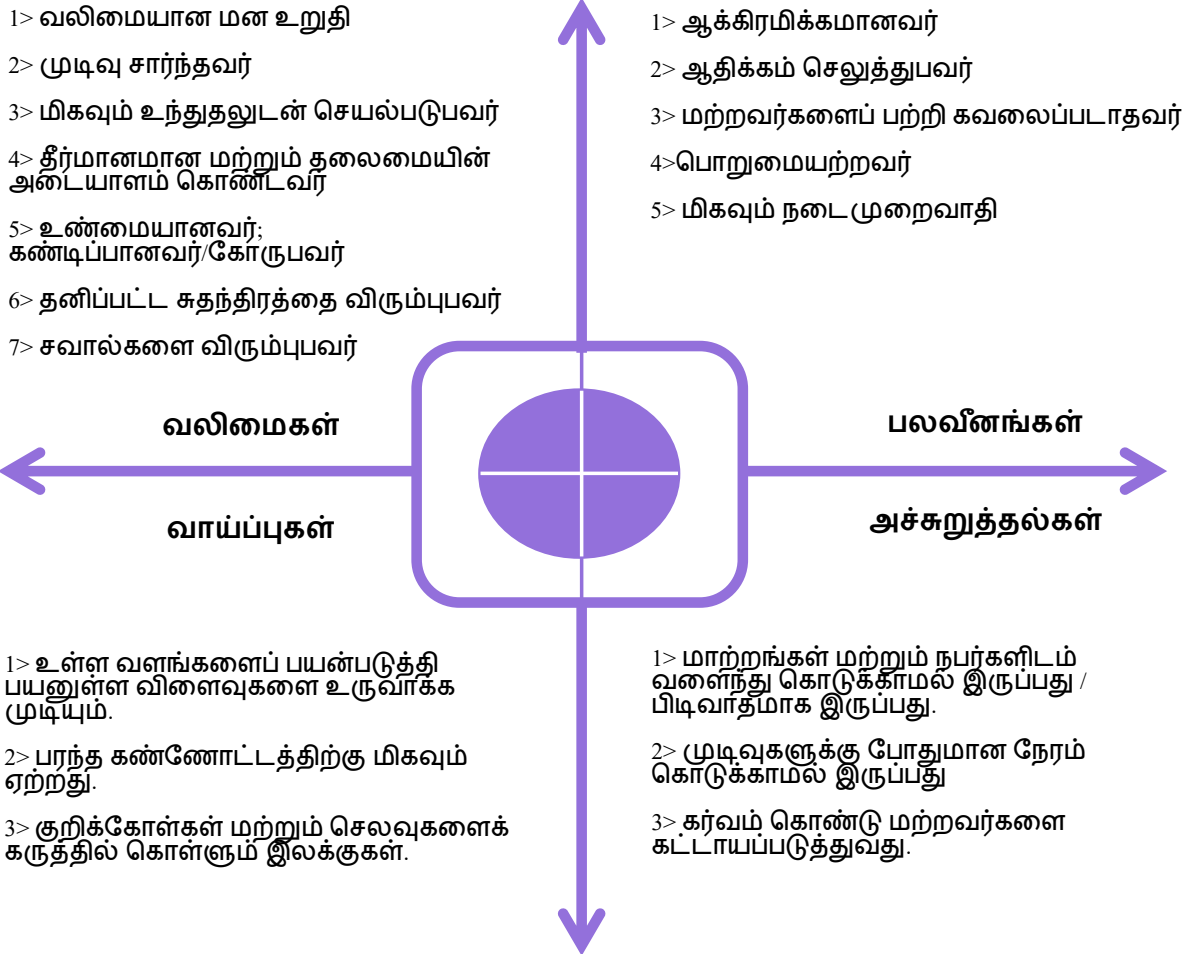 1> வலிமையான மன உறுதி
2> முடிவு சார்ந்தவர்
3> மிகவும் உந்துதலுடன் செயல்படுபவர்
4> தீர்மானமான மற்றும் தலைமையின்
அடையாளம் கொண்டவர்
5> உண்மையானவர்;
கண்டிப்பானவர்/கோருபவர்
6> தனிப்பட்ட சுதந்திரத்தை விரும்புபவர்
7> சவால்களை விரும்புபவர்
வலிமைகள்
1> ஆக்கிரமிக்கமானவர்
2> ஆதிக்கம் செலுத்துபவர்
3> மற்றவர்களைப் பற்றி கவலைப்படாதவர்
4>பொறுமையற்றவர்
5> மிகவும் நடைமுறைவாதி
பலவீனங்கள்
வாய்ப்புகள்
1> உள்ள வளங்களைப் பயன்படுத்தி
பயனுள்ள விளைவுகளை உருவாக்க
முடியும்.
2> பரந்த கண்ணோட்டத்திற்கு மிகவும்
ஏற்றது.
3> குறிக்கோள்கள் மற்றும் செலவுகளைக்
கருத்தில் கொள்ளும் இலக்குகள்.
அச்சுறுத்தல்கள்
1> மாற்றங்கள் மற்றும் நபர்களிடம்
வளைந்து கொடுக்காமல் இருப்பது /
பிடிவாதமாக இருப்பது.
2> முடிவுகளுக்கு போதுமான நேரம்
கொடுக்காமல் இருப்பது
3> கர்வம் கொண்டு மற்றவர்களை
கட்டாயப்படுத்துவது.